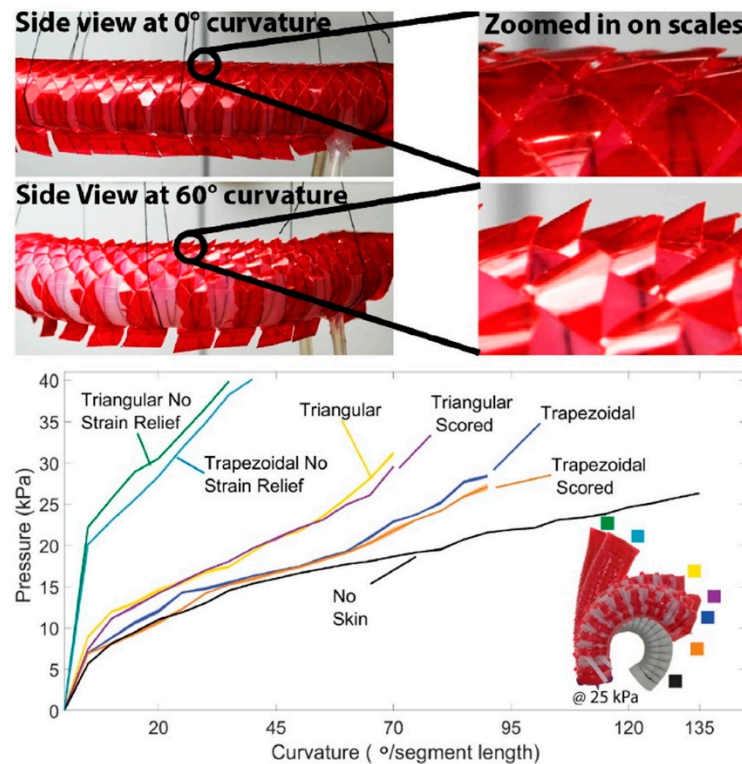 Side view at 0° curvature
Zoomed in on scales
Side View at 60° curvature
40
35
30
25
20
15
10
5
0
Pressure (kPa)
Triangular No
Strain Relief
Trapezoidal No
Strain Relief
Triangular
Triangular
Scored
Trapezoidal
Trapezoidal
Scored
No
Skin
@ 25 kPa
20
45
70
95
120
135
Curvature ( º/segment length)